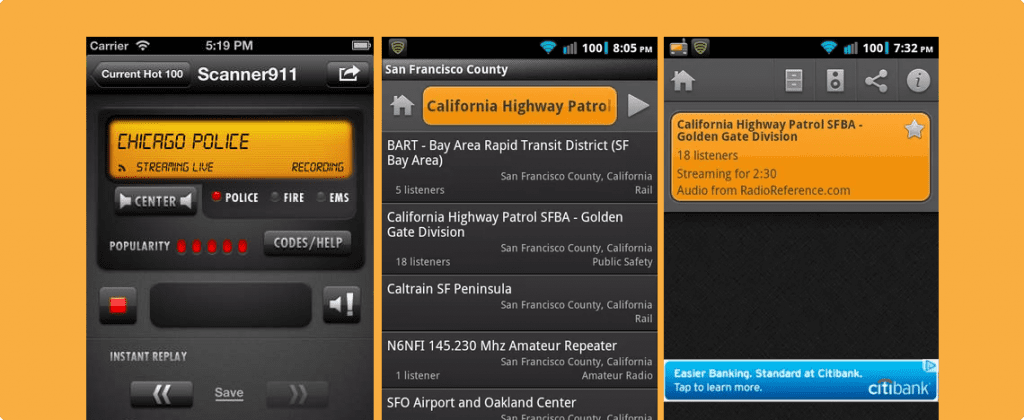 Carrier 5:19 PM
Current Hot 100 Scanner911
CHICAGO POLICE
STREAMING LIVE RECORDING
CENTER POLICE FIRE EMS
POPULARITY CODES/HELP
INSTANT REPLAY
Save
100 8:05 PM
San Francisco County
California Highway Patrol
BART - Bay Area Rapid Transit District (SF
Bay Area)
San Francisco County, California
5 listeners Rail
California Highway Patrol SFBA - Golden
Gate Division
San Francisco County, California
18 listeners Public Safety
Caltrain SF Peninsula
San Francisco County, California
Rail
N6NFI 145.230 Mhz Amateur Repeater
San Francisco County, California
1 listener Amateur Radio
SFO Airport and Oakland Center
San Francisco County, California
100 7:32 PM
California Highway Patrol SFBA -
Golden Gate Division
18 listeners
Streaming for 2:30
Audio from RadioReference.com
Easier Banking. Standard at Citibank.
Tap to learn more.
citibank